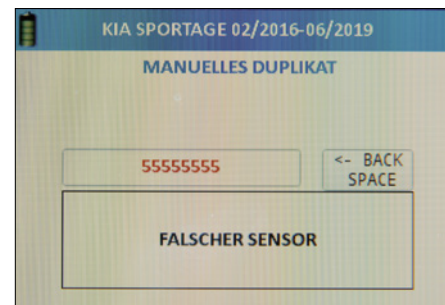 KIA SPORTAGE 02/2016-06/2019
MANUELLES DUPLIKAT
55555555
<- BACK
SPACE
FALSCHER SENSOR